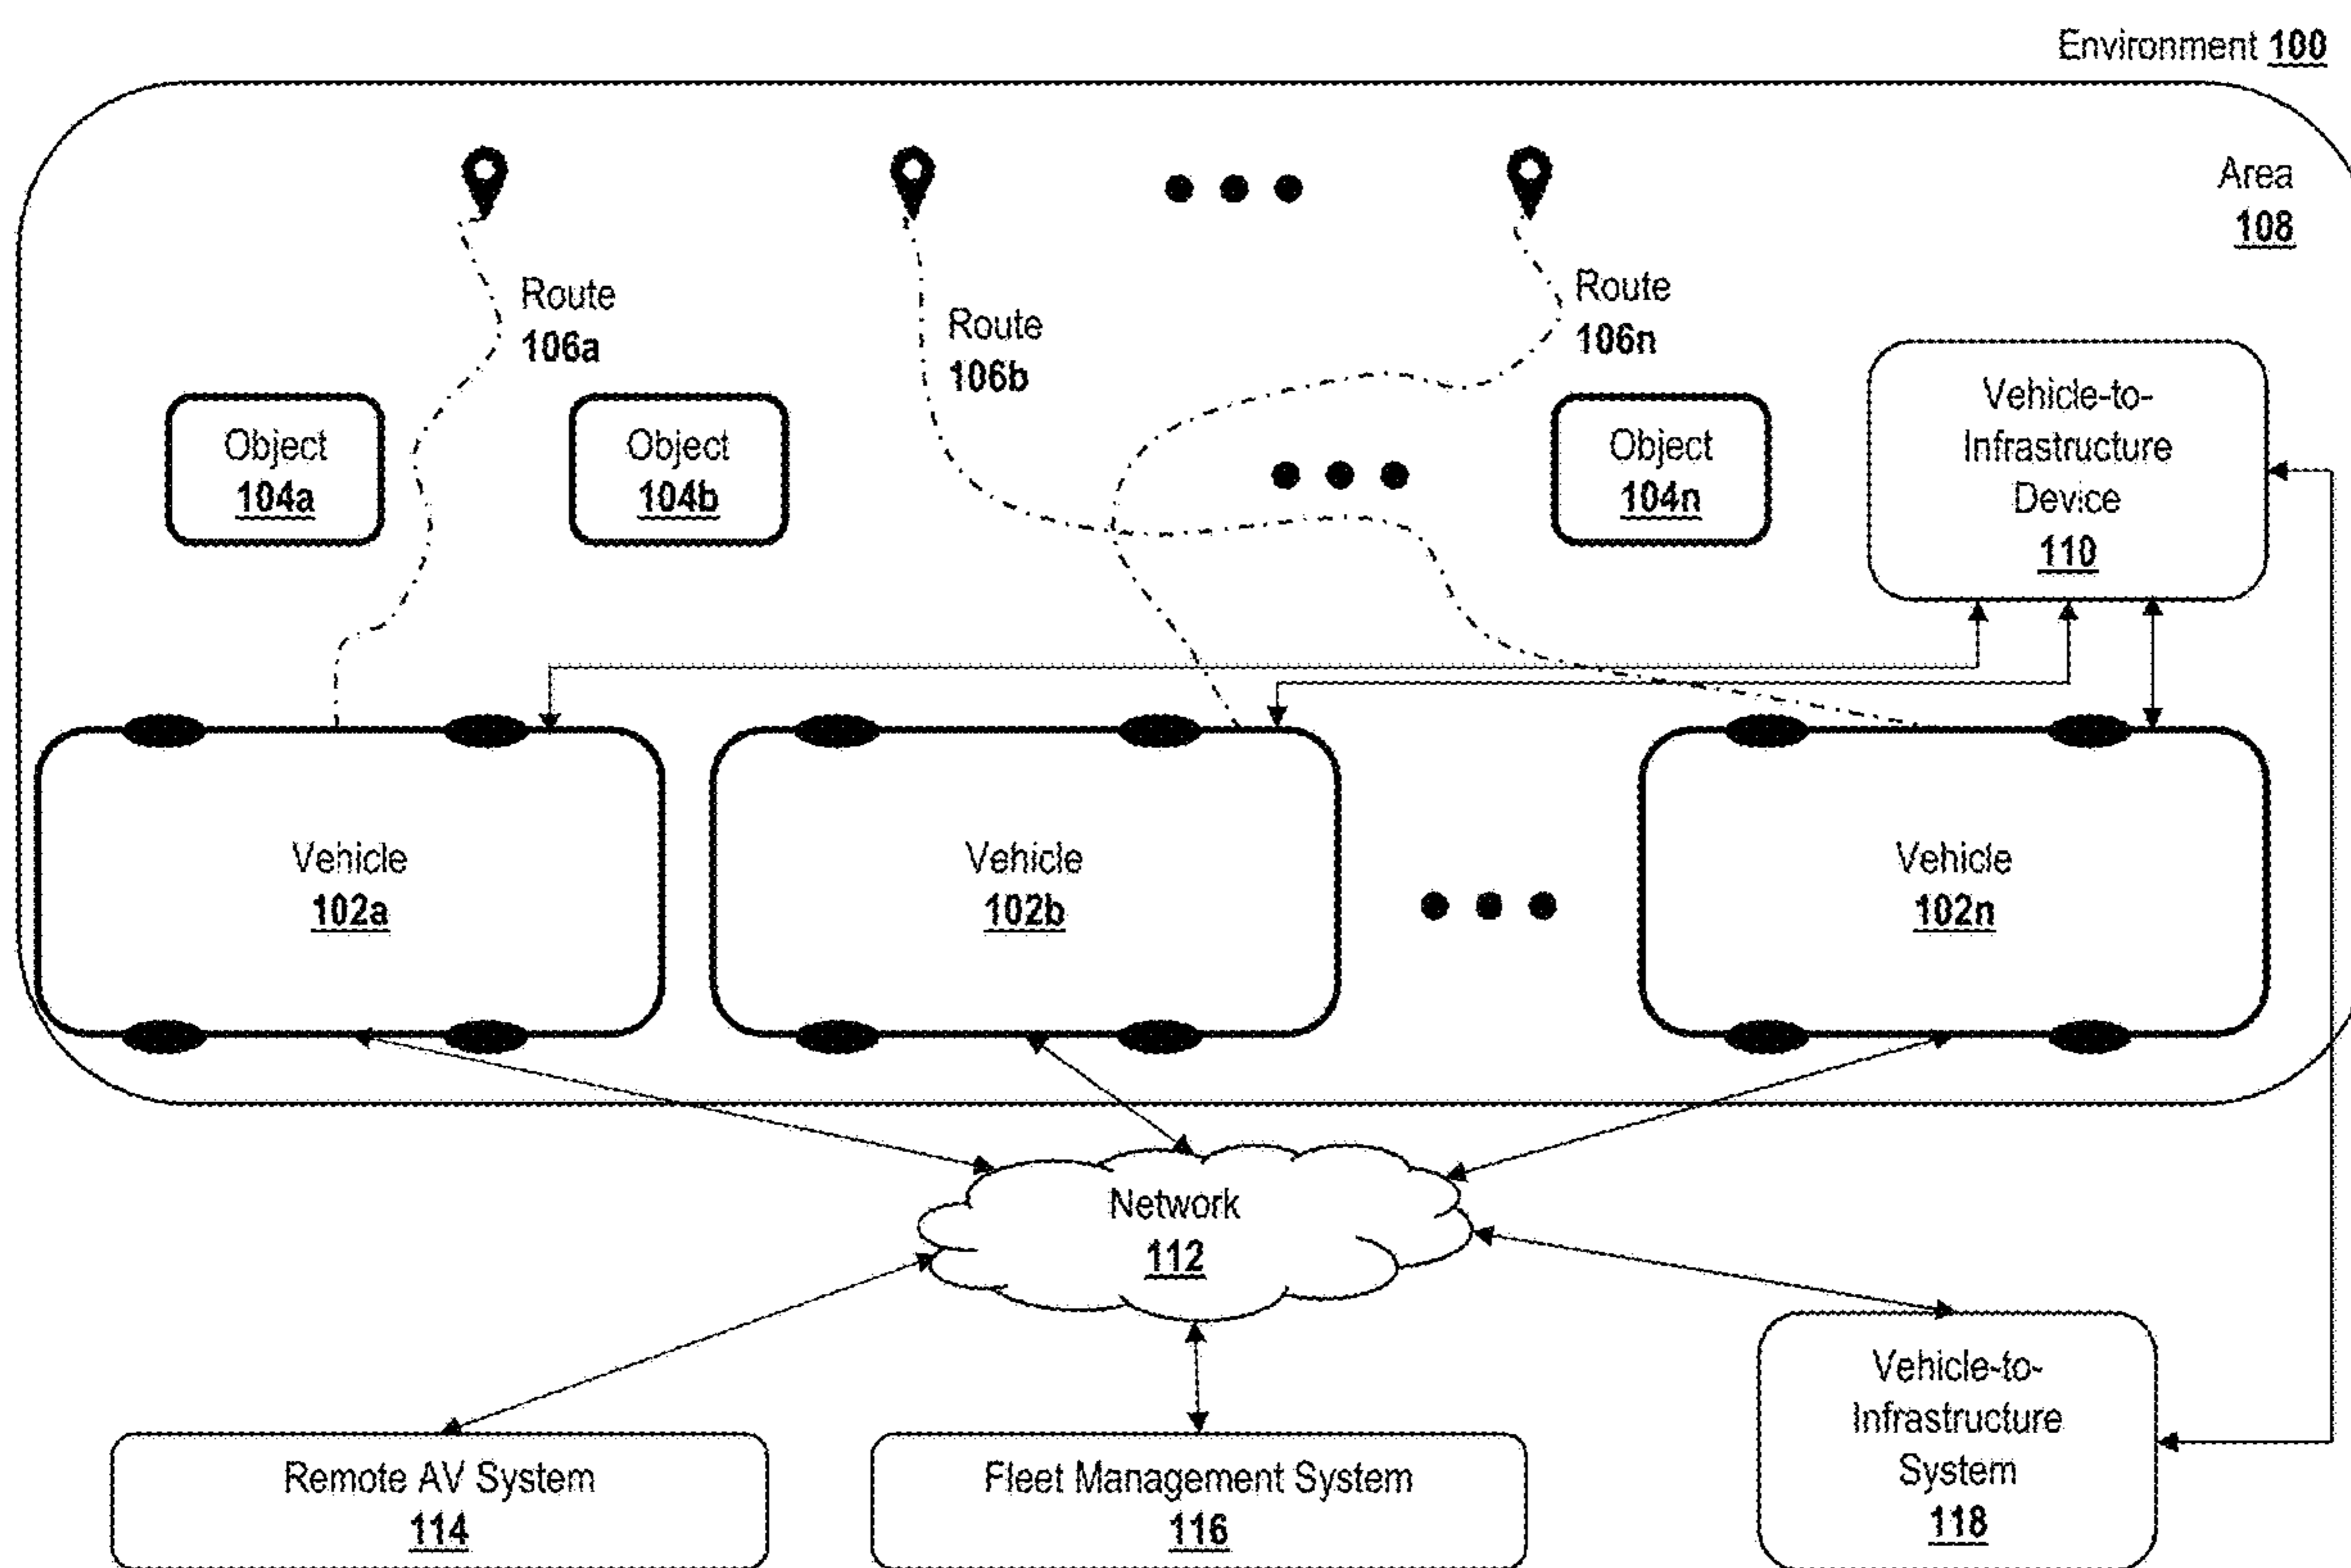 Environment 100
Area
108
Route
106a
Route
106b
Route
106n
Object
104a
Object
104b
Object
104n
Vehicle-to-
Infrastructure
Device
110
Vehicle
102a
Vehicle
102b
Vehicle
102n
Network
112
Remote AV System
114
Fleet Management System
116
Vehicle-to-
Infrastructure
System
118